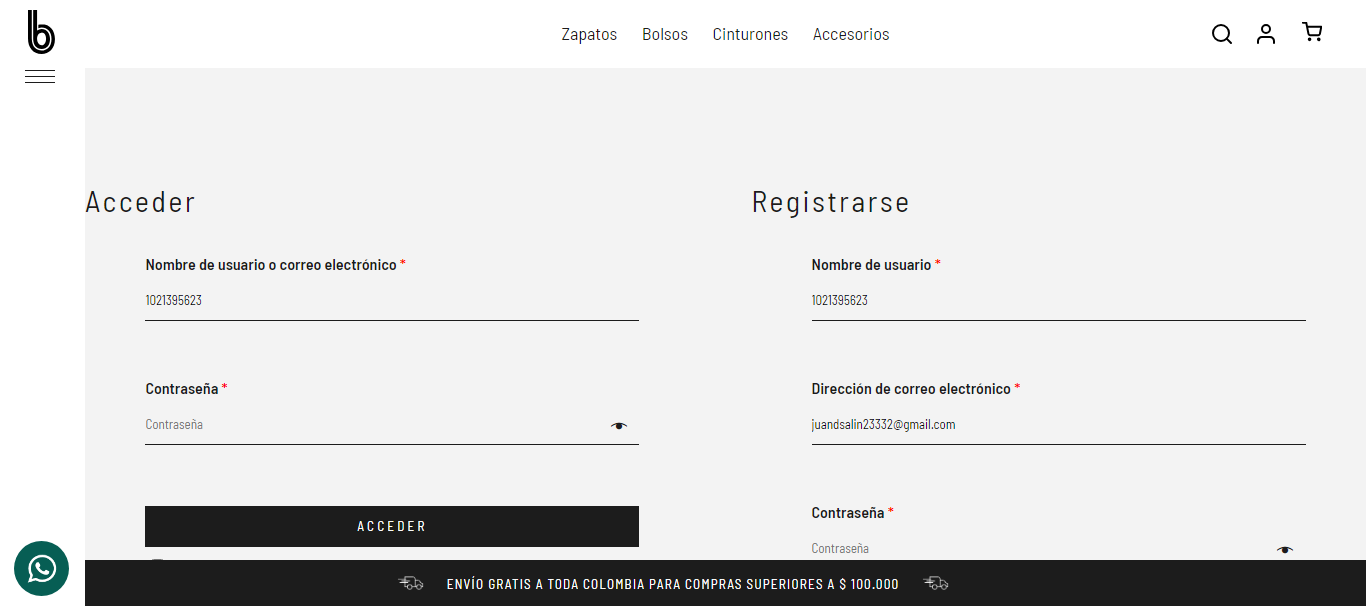 b
Zapatos Bolsos Cinturones Accesorios
Acceder
Nombre de usuario o correo electrónico *
1021395623
Contraseña *
Contraseña
ACCEDER
Registrarse
Nombre de usuario *
1021395623
Dirección de correo electrónico *
juandsalin23332@gmail.com
Contraseña *
Contraseña
ENVÍO GRATIS A TODA COLOMBIA PARA COMPRAS SUPERIORES A $ 100.000